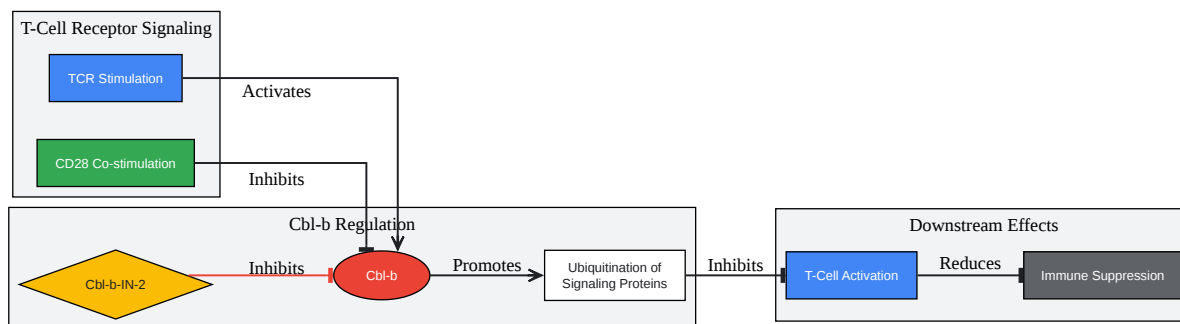 T-Cell Receptor Signaling
TCR Stimulation
Activates
CD28 Co-stimulation
Inhibits
Cbl-b Regulation
Cbl-b-IN-2
Inhibits
Cbl-b
Promotes
Ubiquitination of
Signaling Proteins
Inhibits
Downstream Effects
T-Cell Activation
Reduces
Immune Suppression